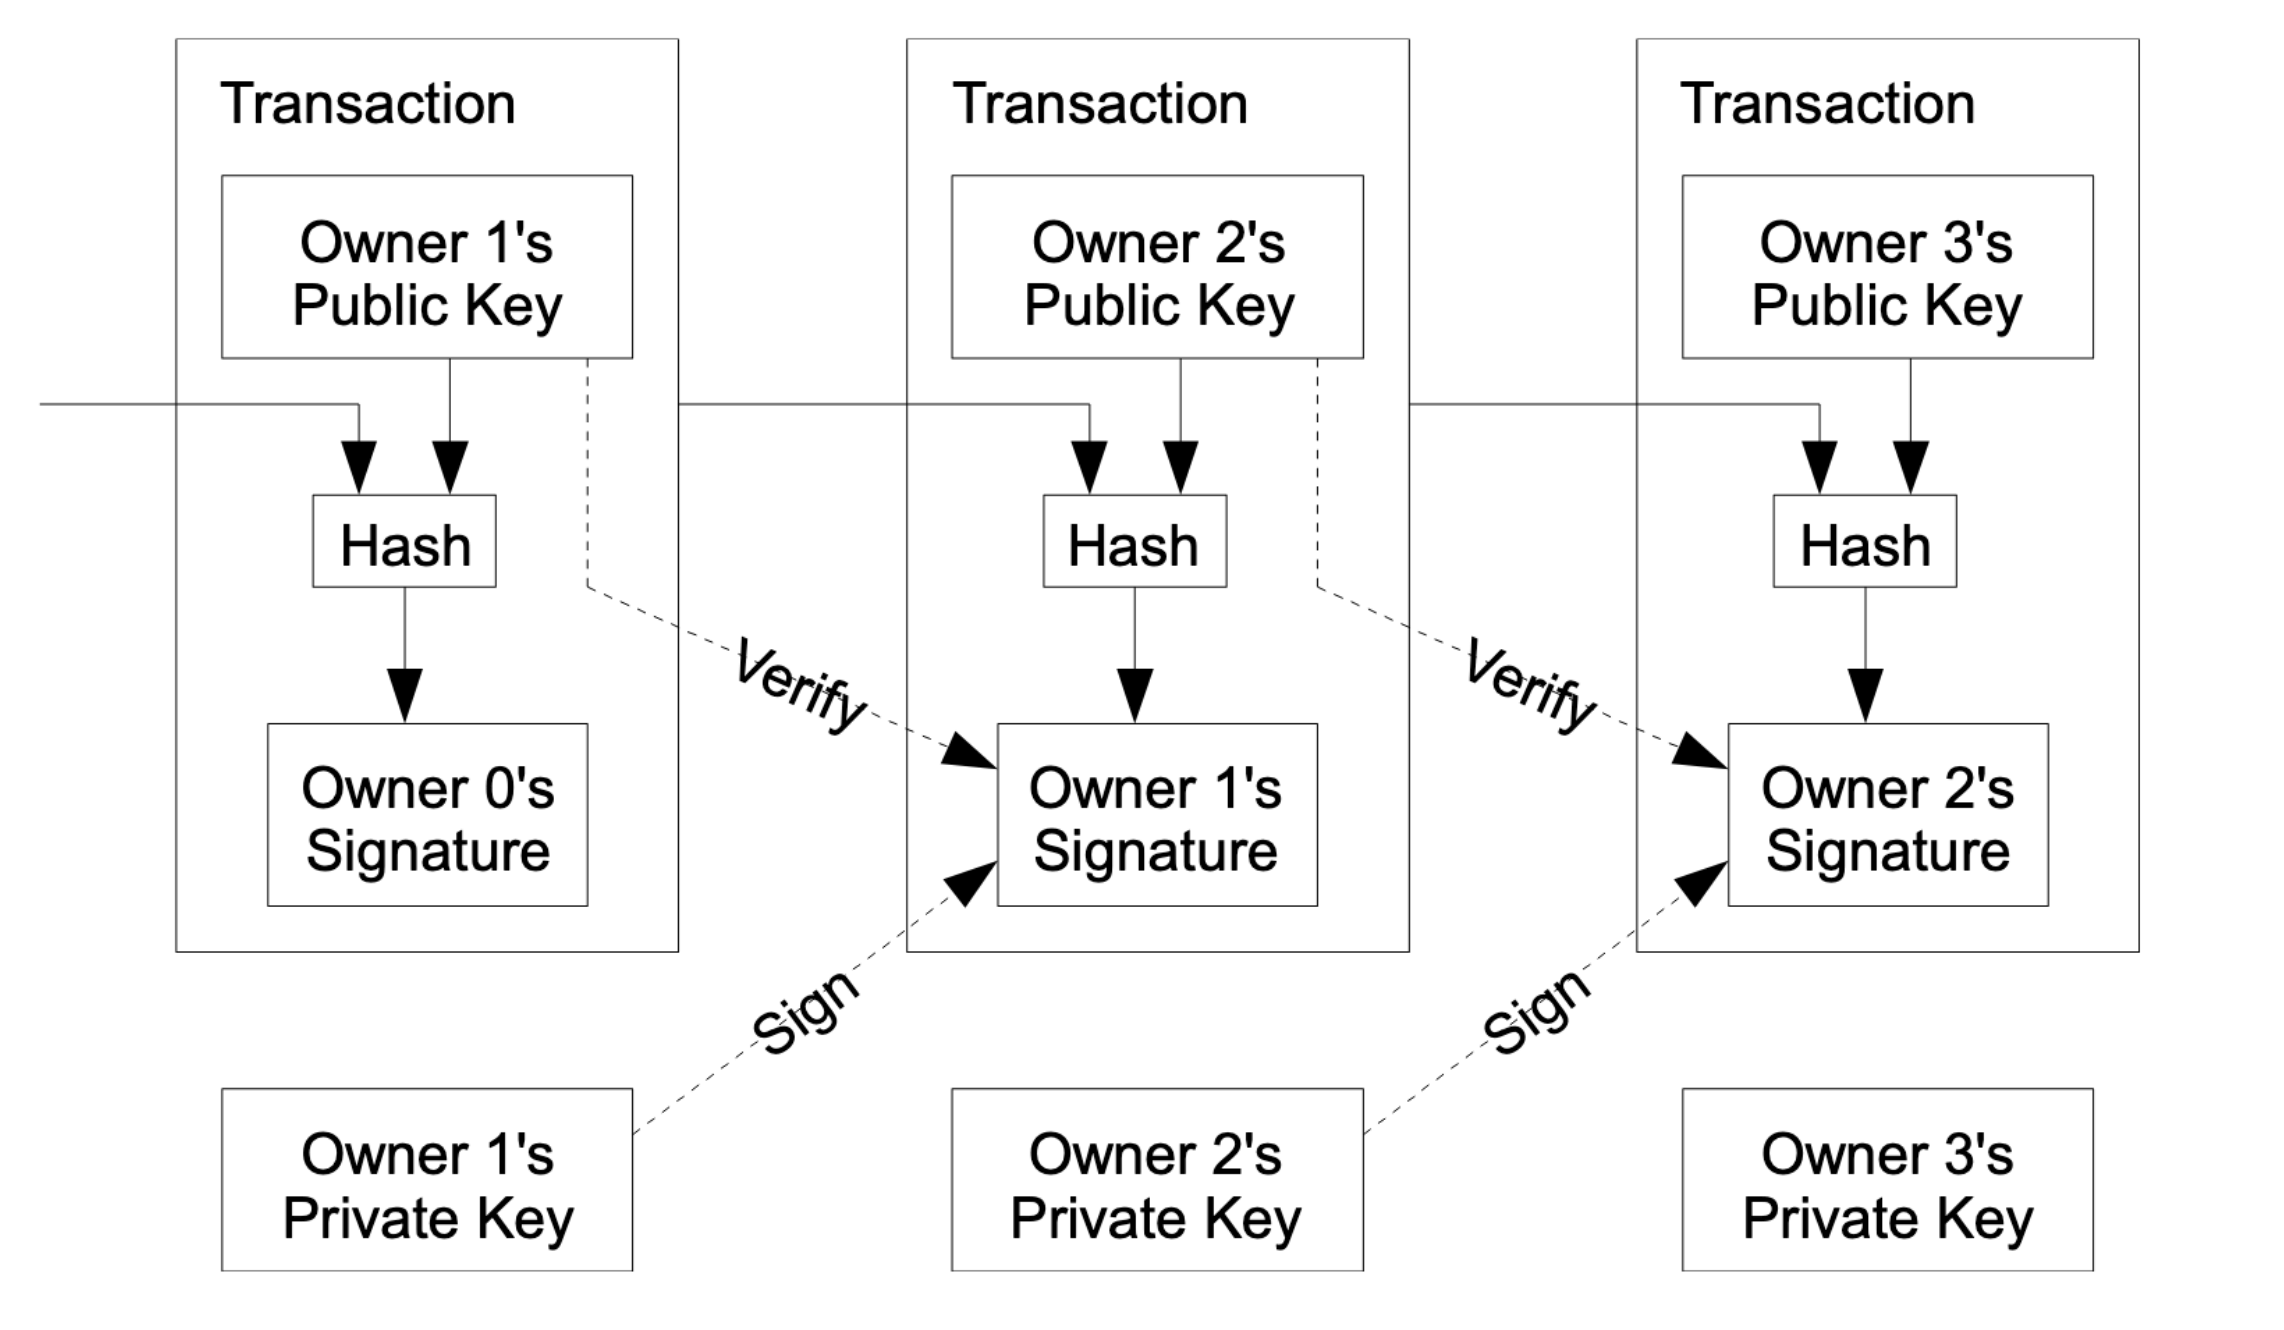 Transaction
Owner 1's
Public Key
Hash
Owner 0's
Signature
Transaction
Owner 2's
Public Key
Hash
Verify
Owner 1's
Signature
Transaction
Owner 3's
Public Key
Hash
Verify
Owner 2's
Signature
Sign
Sign
Owner 1's
Private Key
Owner 2's
Private Key
Owner 3's
Private Key